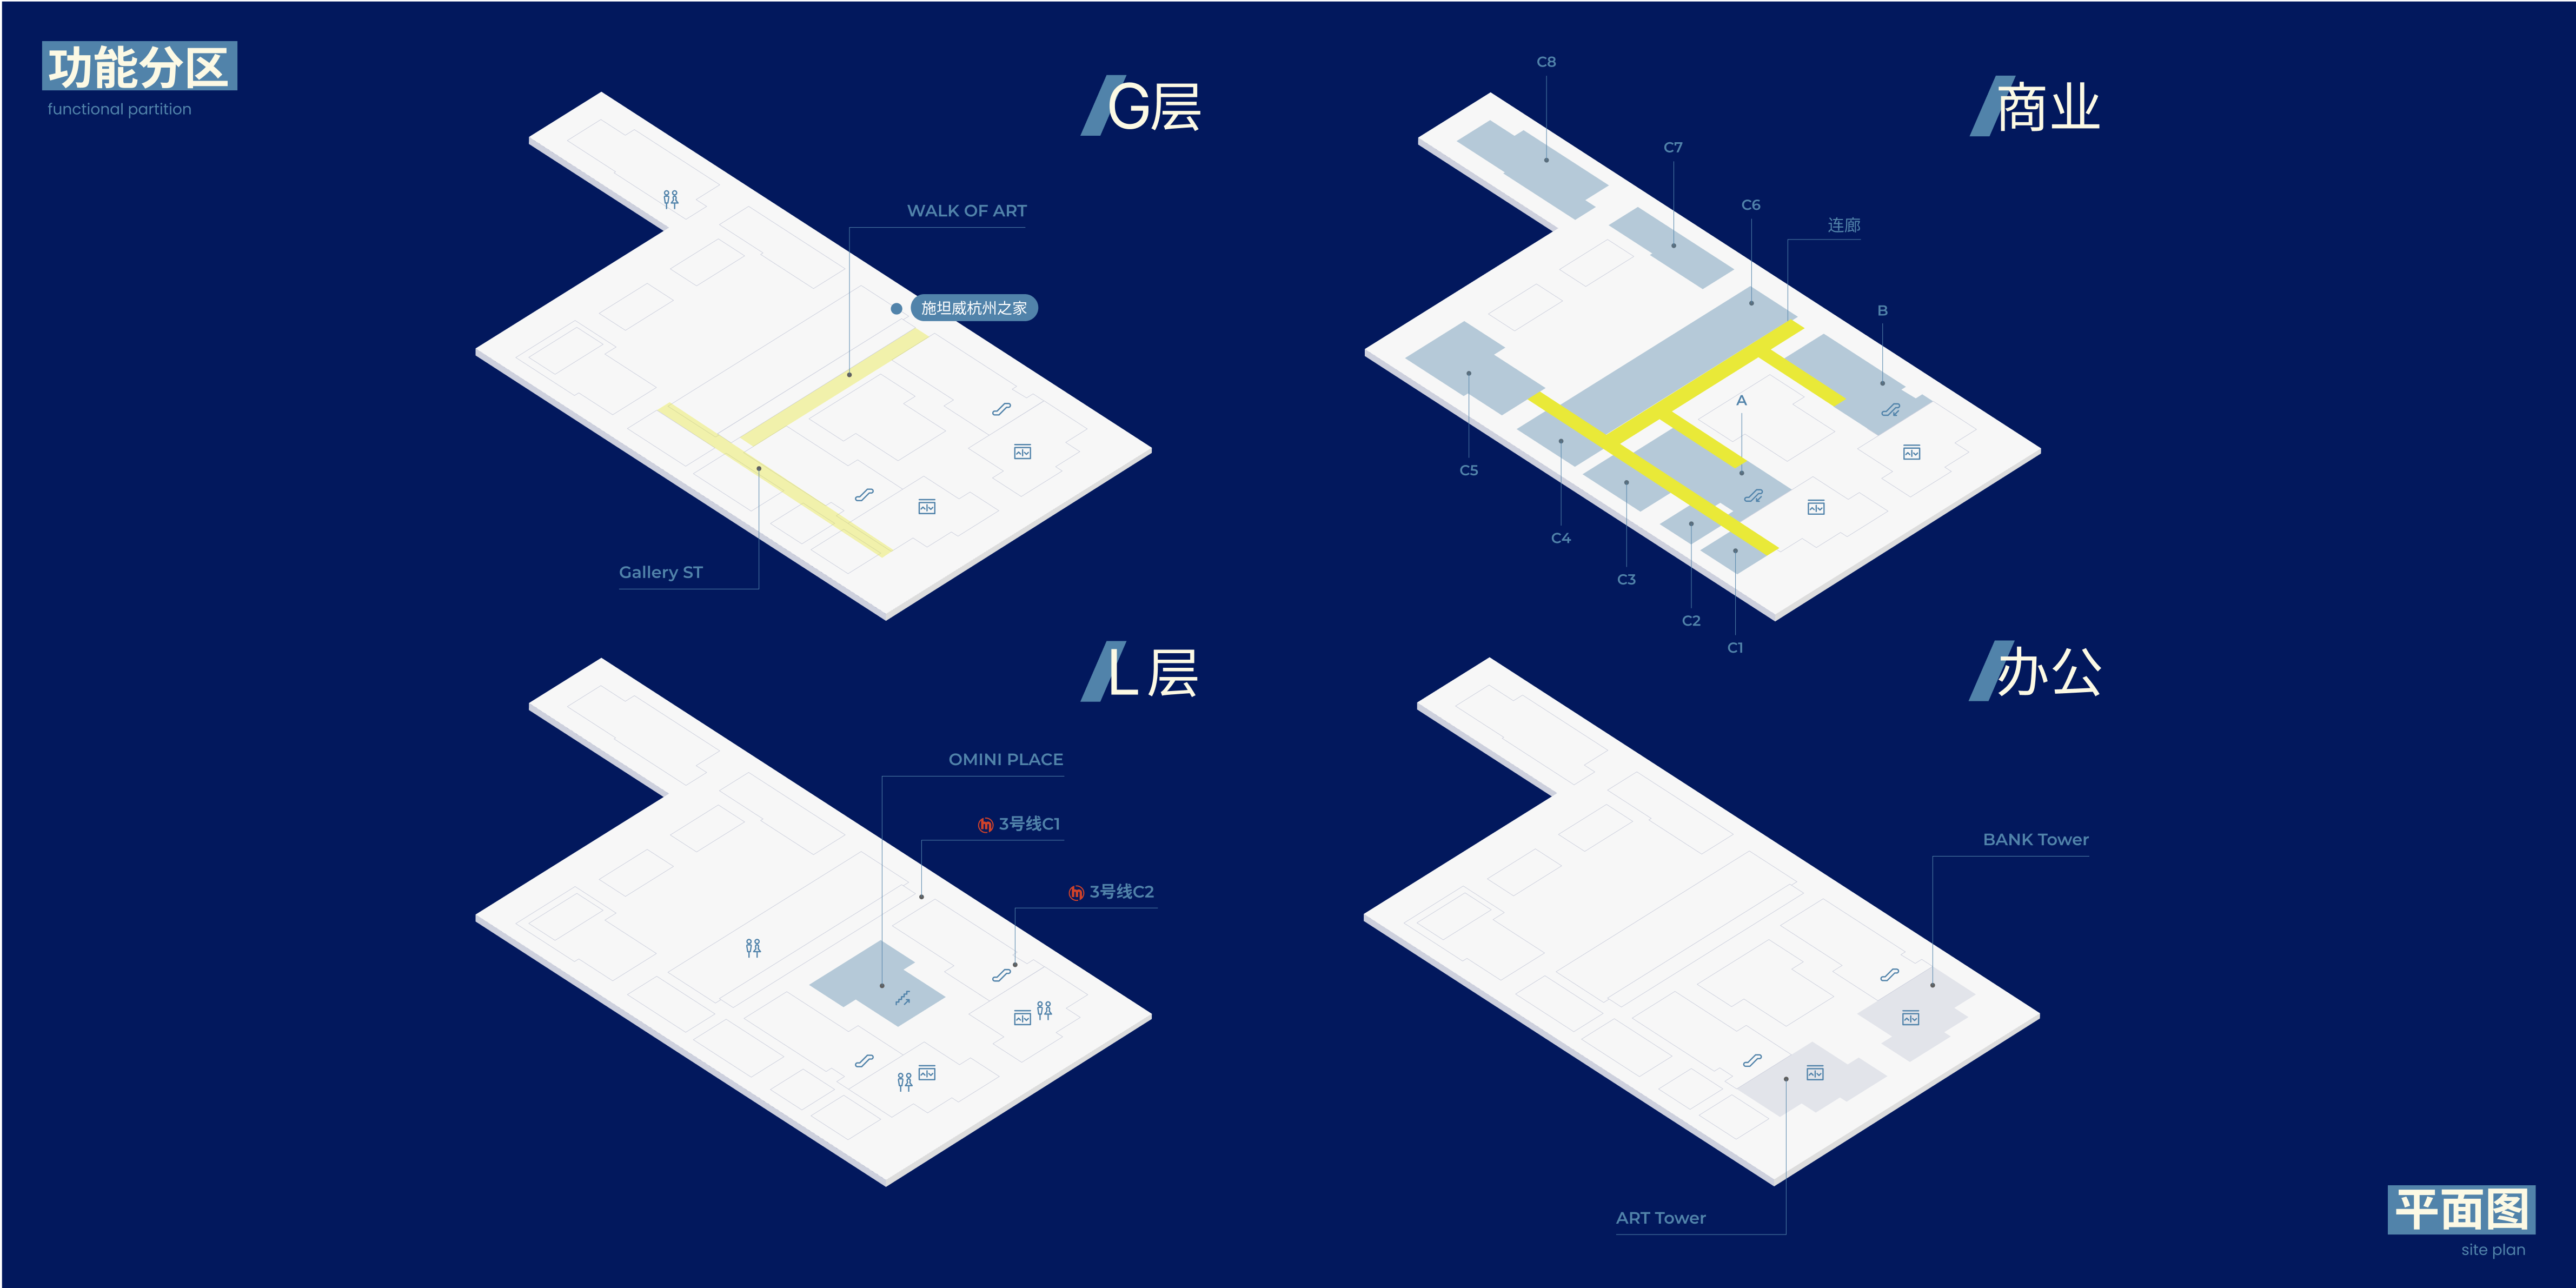 功能分区
functional partition
G层
WALK OF ART
施坦威杭州之家
Gallery ST
商业
C8
C7
C6
连廊
B
A
C5
C4
C3
C2
C1
L层
OMINI PLACE
3号线C1
3号线C2
办公
BANK Tower
ART Tower
平面图
site plan